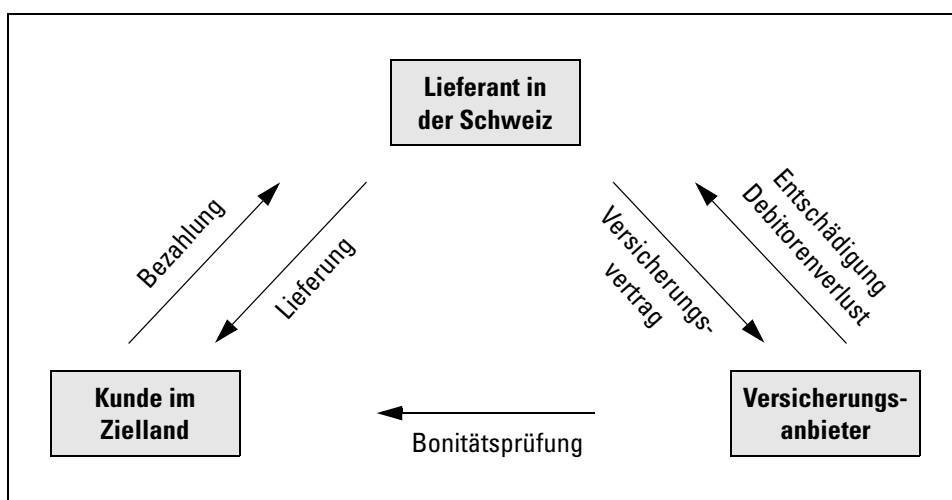 Lieferant in
der Schweiz
Bezahlung
Lieferung
Versicherungs-
vertrag
Entschädigung
Debitorenverlust
Kunde im
Zielland
Bonitätsprüfung
Versicherungs-
anbieter